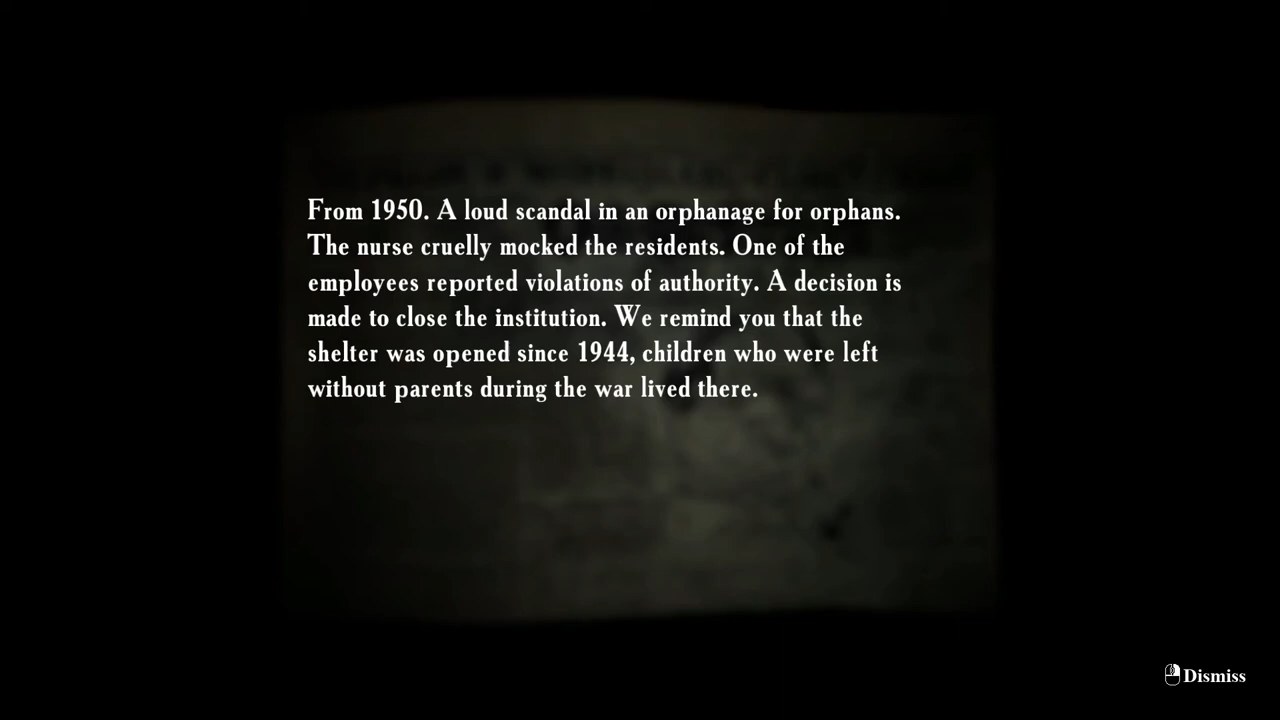 From 1950. A loud scandal in an orphanage for orphans.
The nurse cruelly mocked the residents. One of the
employees reported violations of authority. A decision is
made to close the institution. We remind you that the
shelter was opened since 1944, children who were left
without parents during the war lived there.
Dismiss